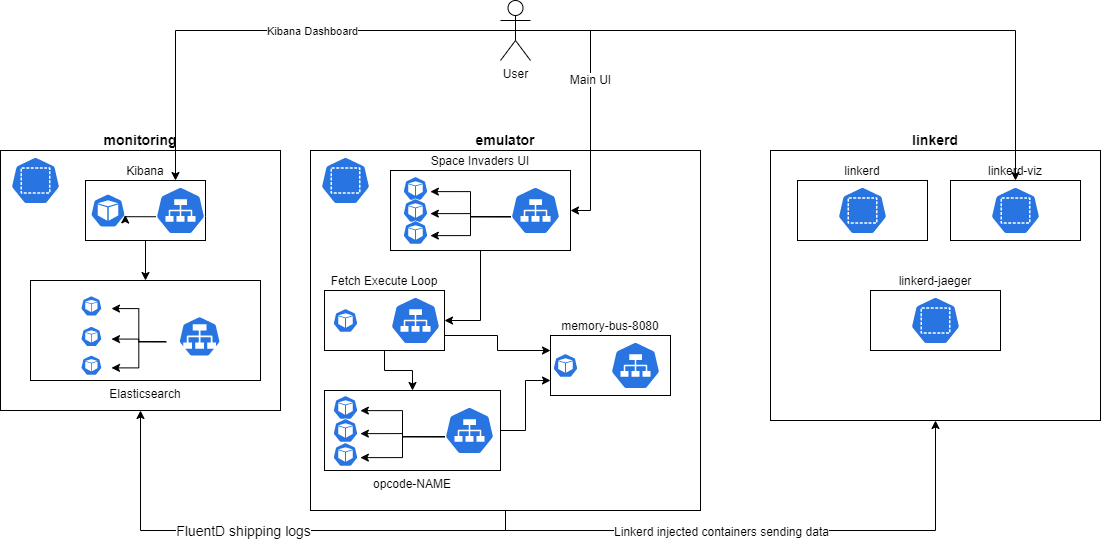 User
Kibana Dashboard
Main UI
monitoring
emulator
linkerd
Kibana
Space Invaders UI
linkerd
linkerd-viz
Fetch Execute Loop
linkerd-jaeger
memory-bus-8080
Elasticsearch
opcode-NAME
FluentD shipping logs
Linkerd injected containers sending data